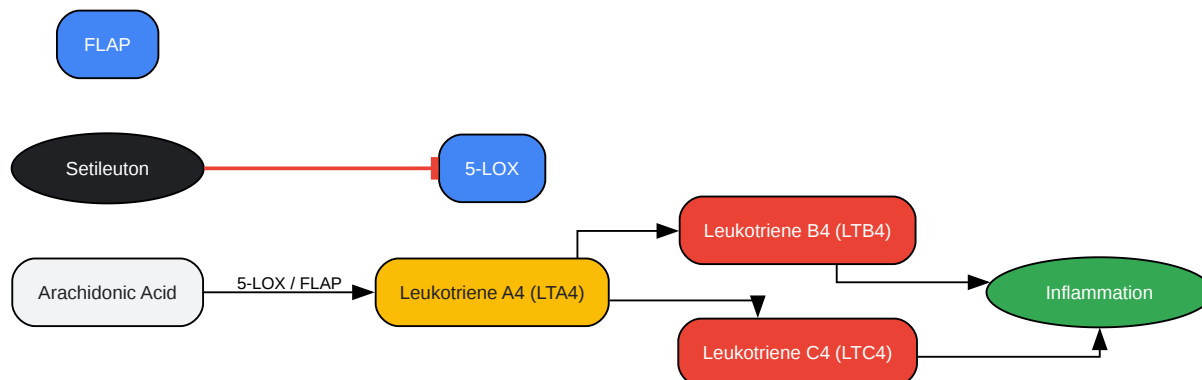 FLAP
Setileuton
5-LOX
Leukotriene B4 (LTB4)
Arachidonic Acid
5-LOX / FLAP
Leukotriene A4 (LTA4)
Inflammation
Leukotriene C4 (LTC4)